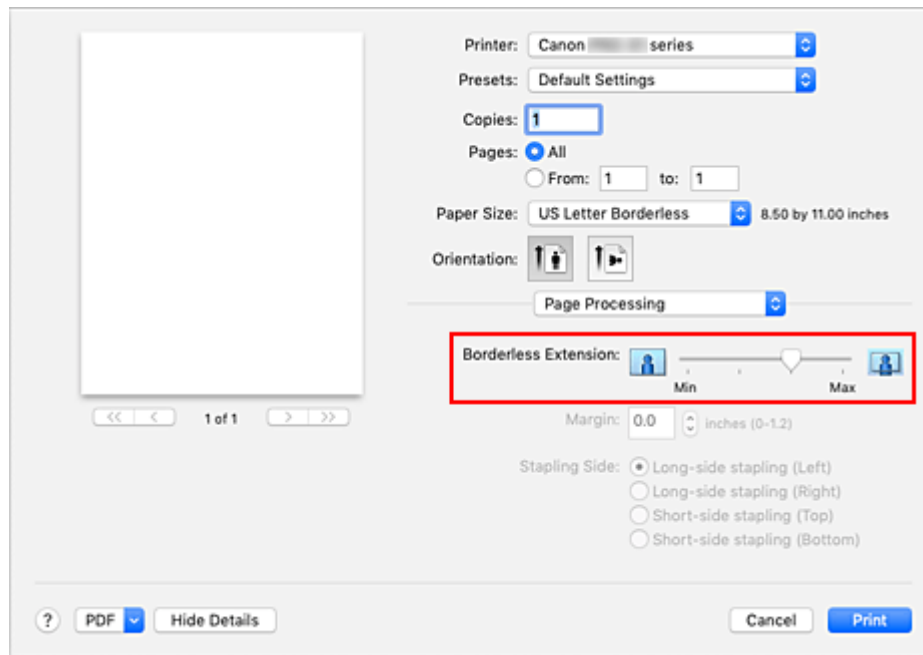 Printer: Canon series
Presets: Default Settings
Copies: 1
Pages: All
From: 1 to: 1
Paper Size: US Letter Borderless 8.50 by 11.00 inches
Orientation:
Page Processing
Borderless Extension:
Min Max
1 of 1
Margin: 0.0 inches (0-1.2)
Stapling Side: Long-side stapling (Left)
Long-side stapling (Right)
Short-side stapling (Top)
Short-side stapling (Bottom)
? PDF Hide Details Cancel Print